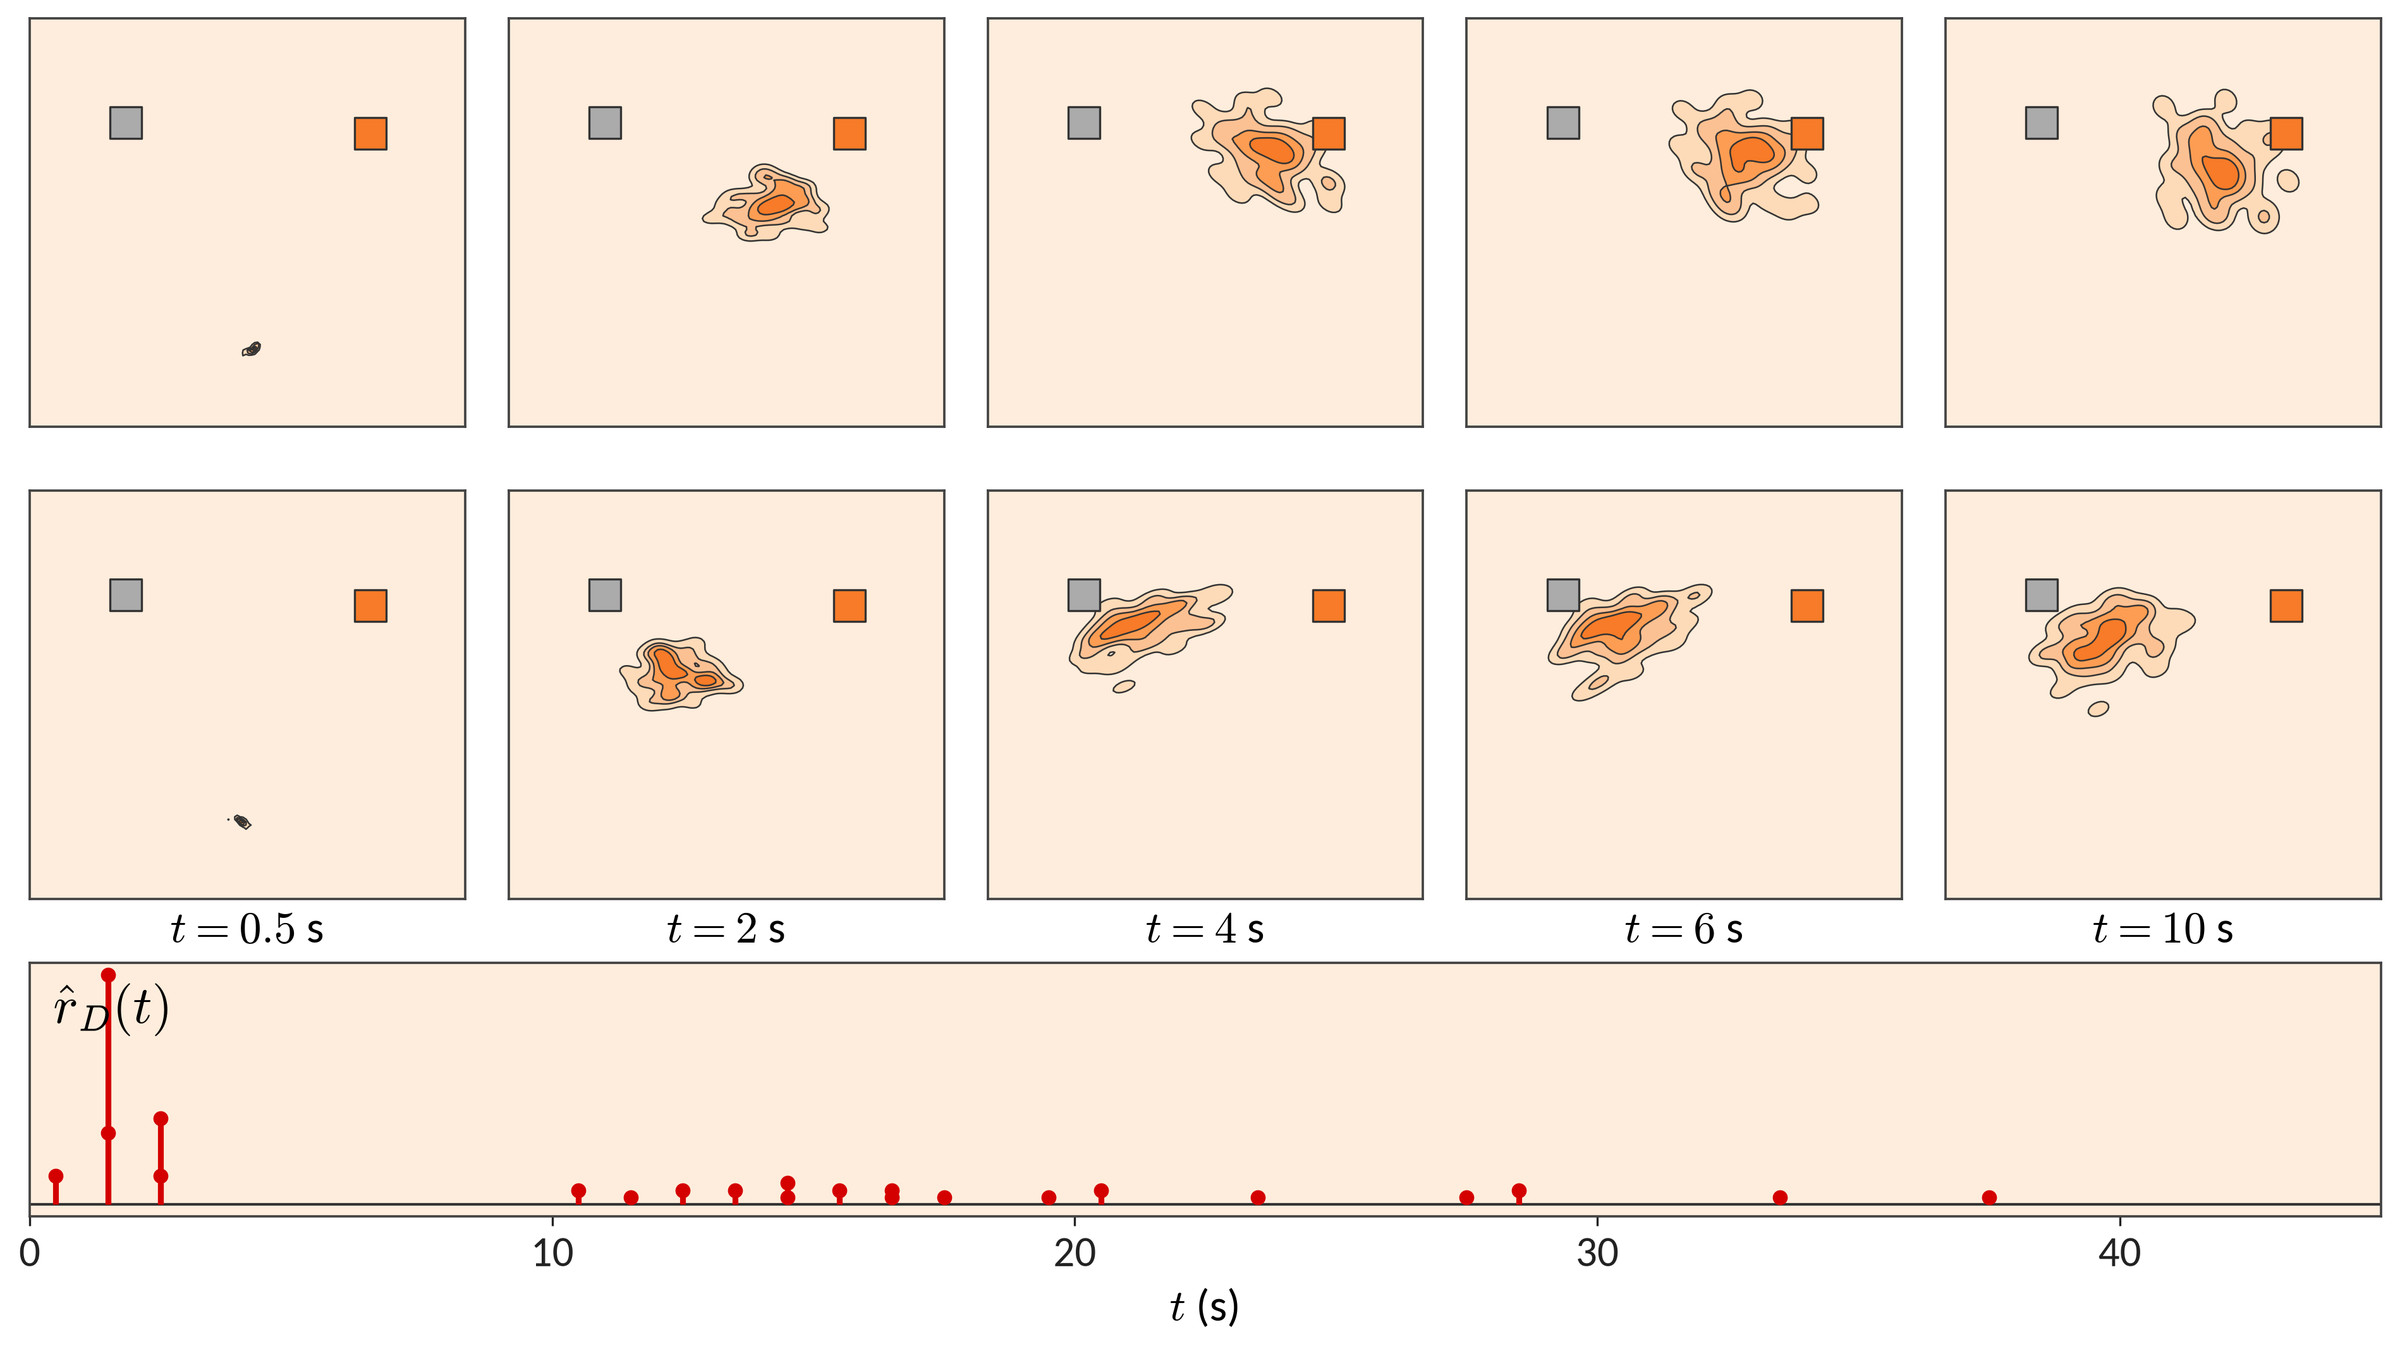 t = 0.5 s
t = 2 s
t = 4 s
t = 6 s
t = 10 s
r̂_D(t)
0 10 20 30 40
t (s)